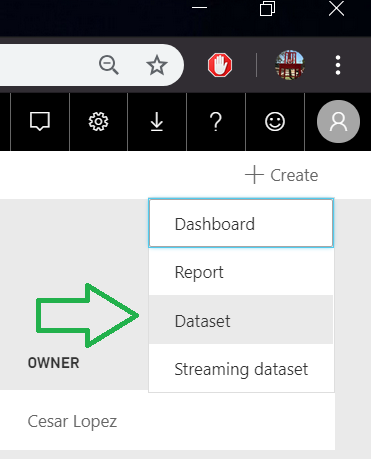 Create
Dashboard
Report
Dataset
Streaming dataset
OWNER
Cesar Lopez